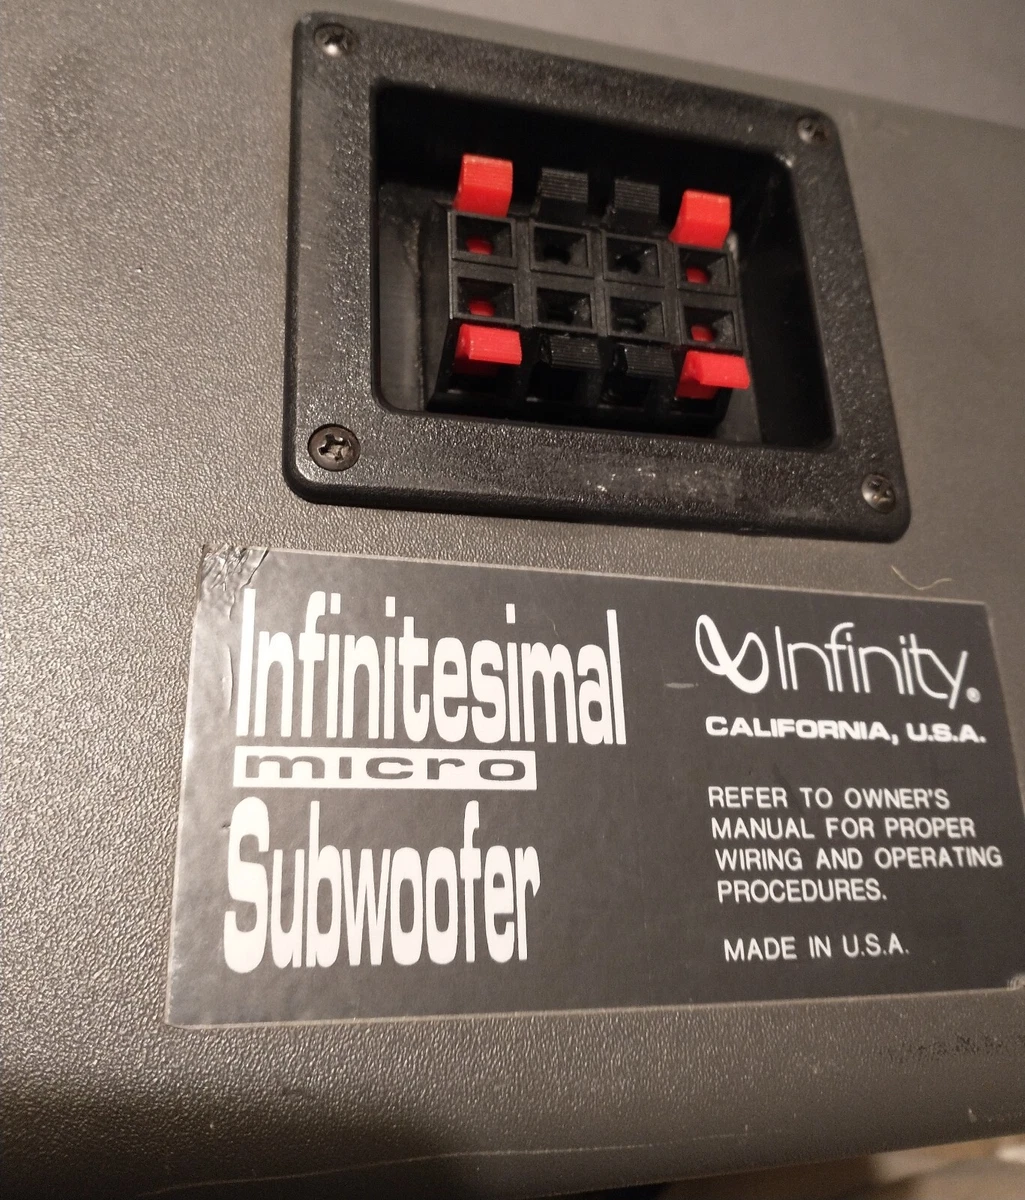 Infinitesimal
micro
Subwoofer
Infinity®
CALIFORNIA, U.S.A.
REFER TO OWNER'S
MANUAL FOR PROPER
WIRING AND OPERATING
PROCEDURES.
MADE IN U.S.A.